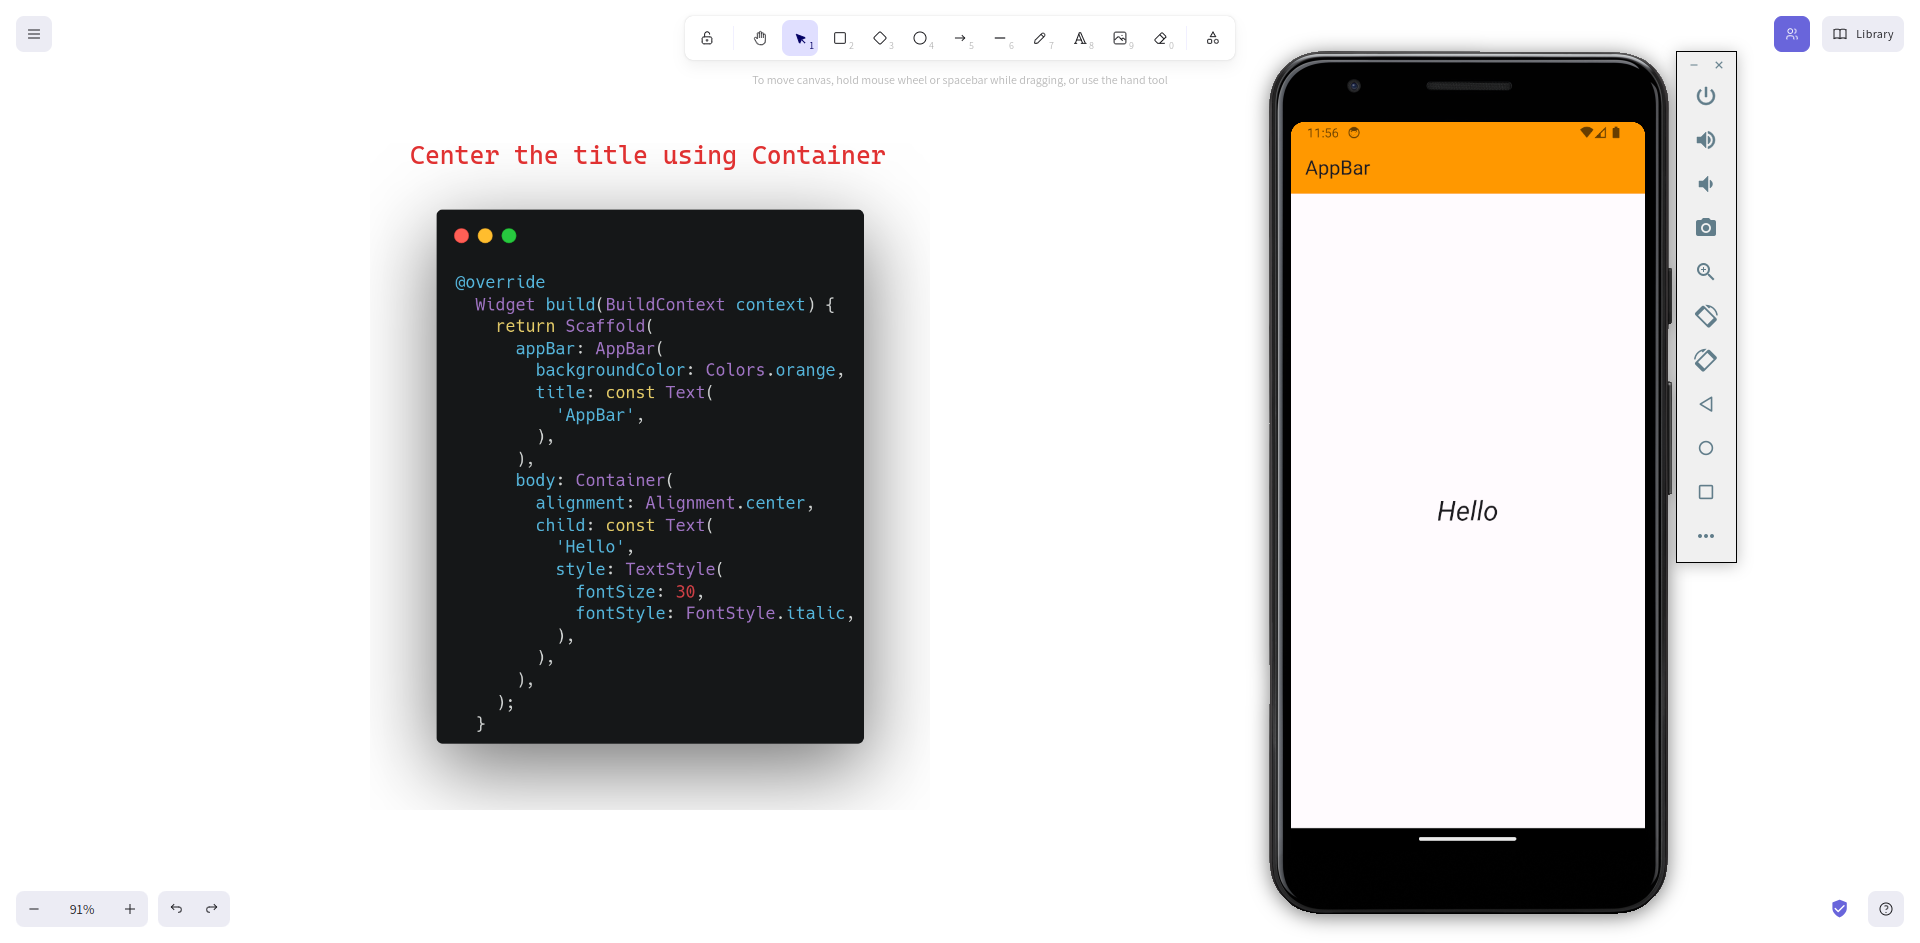 1
2
3
4
5
6
7
8
9
0
Library
To move canvas, hold mouse wheel or spacebar while dragging, or use the hand tool
Center the title using Container
@override
  Widget build(BuildContext context) {
    return Scaffold(
      appBar: AppBar(
        backgroundColor: Colors.orange,
        title: const Text(
          'AppBar',
        ),
      ),
      body: Container(
        alignment: Alignment.center,
        child: const Text(
          'Hello',
          style: TextStyle(
            fontSize: 30,
            fontStyle: FontStyle.italic,
          ),
        ),
      ),
    );
  }
11:56
AppBar
Hello
91%